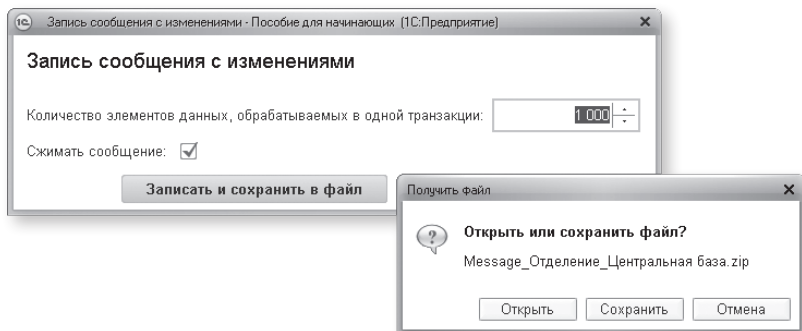 1С Запись сообщения с изменениями - Пособие для начинающих (1С:Предприятие)
Запись сообщения с изменениями
Количество элементов данных, обрабатываемых в одной транзакции: 1 000
Сжимать сообщение:
Записать и сохранить в файл
Получить файл
Открыть или сохранить файл?
Message_Отделение_Центральная база.zip
Открыть Сохранить Отмена